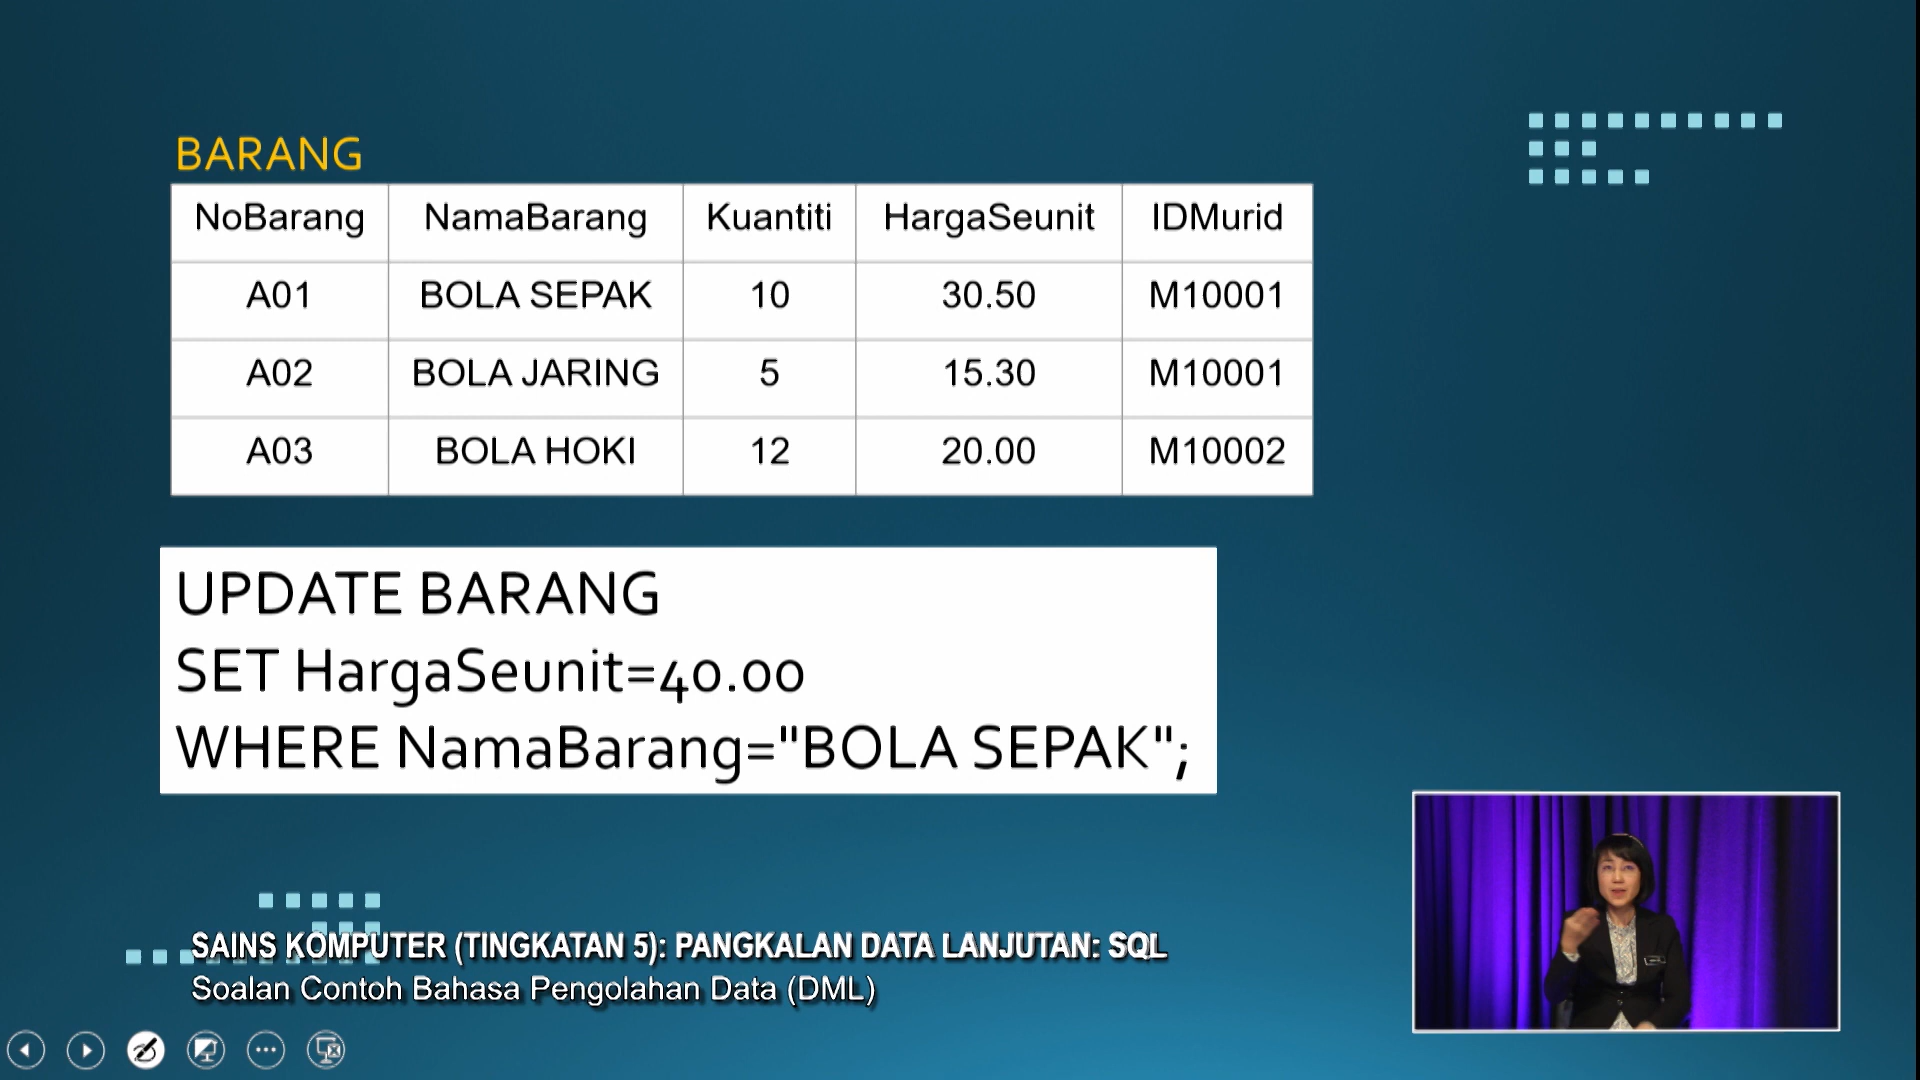 BARANG
NoBarang NamaBarang Kuantiti HargaSeunit IDMurid
A01 BOLA SEPAK 10 30.50 M10001
A02 BOLA JARING 5 15.30 M10001
A03 BOLA HOKI 12 20.00 M10002
UPDATE BARANG
SET HargaSeunit=40.00
WHERE NamaBarang="BOLA SEPAK";
SAINS KOMPUTER (TINGKATAN 5): PANGKALAN DATA LANJUTAN: SQL
Soalan Contoh Bahasa Pengolahan Data (DML)